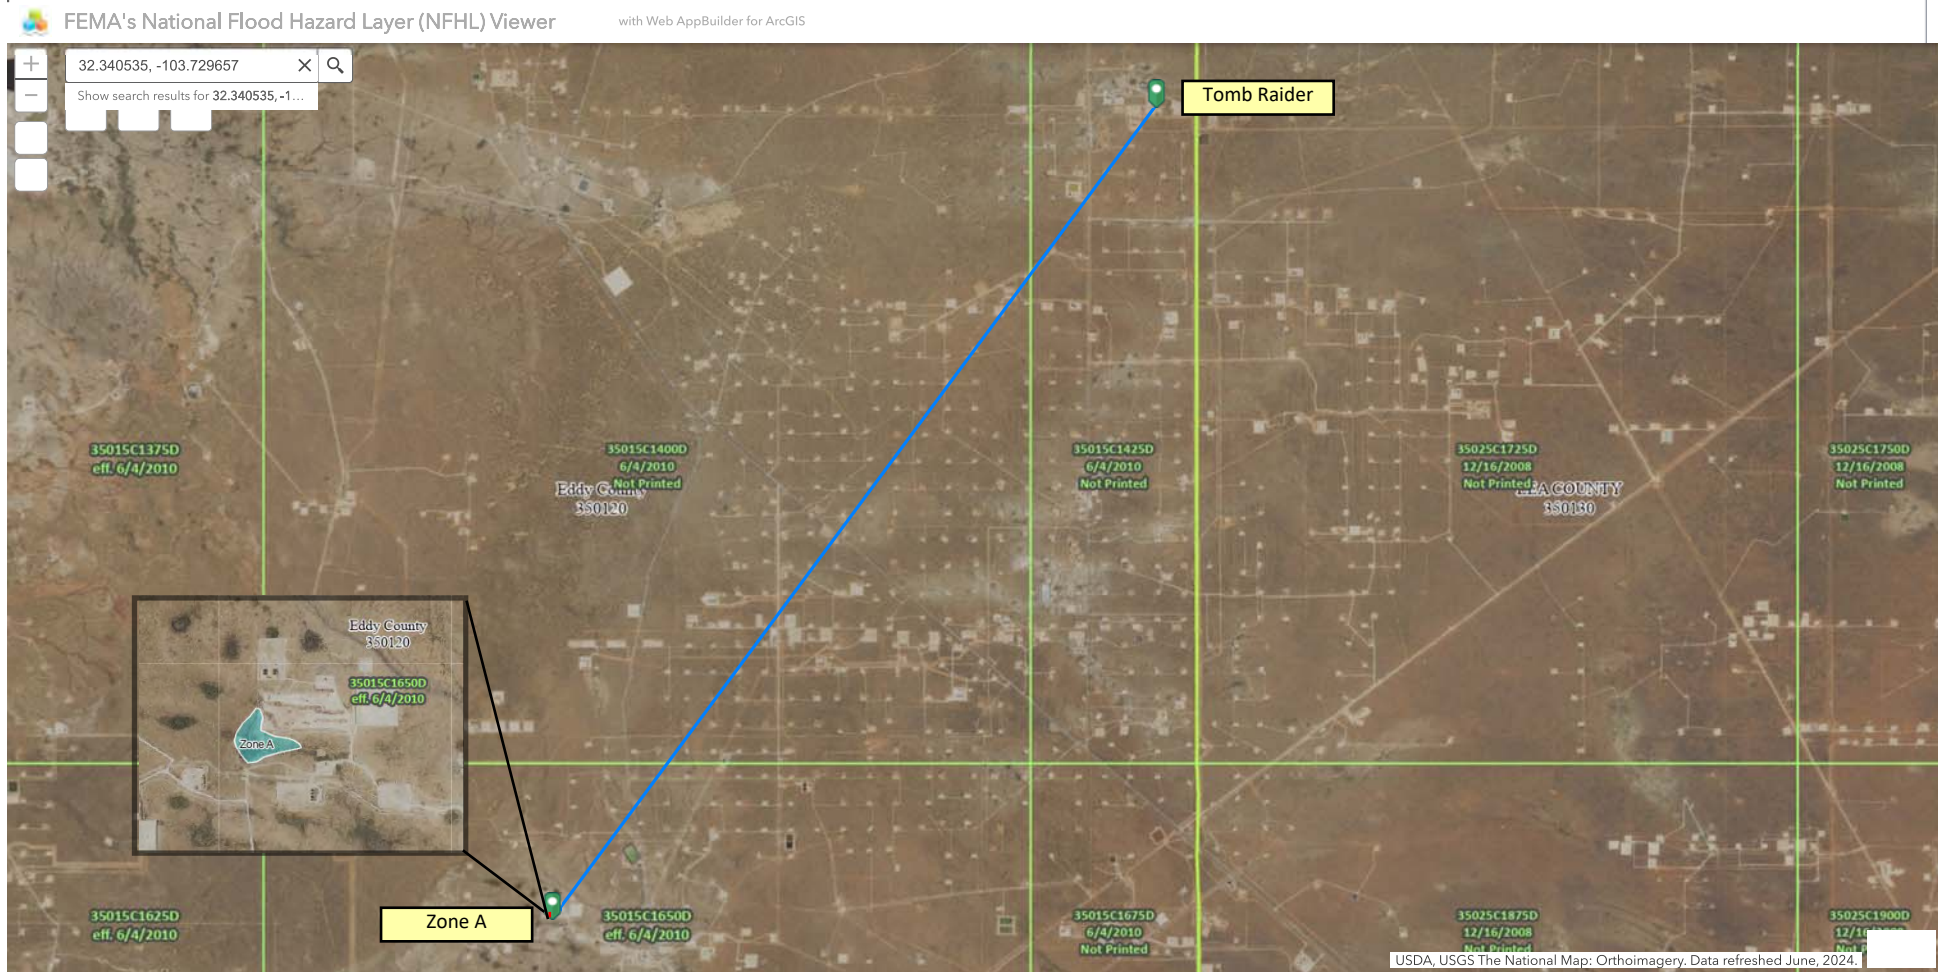 FEMA's National Flood Hazard Layer (NFHL) Viewer
with Web AppBuilder for ArcGIS
32.340535, -103.729657
Show search results for 32.340535, -1...
Tomb Raider
35015C1375D
eff. 6/4/2010
35015C1400D
6/4/2010
Not Printed
Eddy County
350120
35015C1425D
6/4/2010
Not Printed
35025C1725D
12/16/2008
Not Printed
LEA COUNTY
350130
35025C1750D
12/16/2008
Not Printed
Eddy County
350120
35015C1650D
eff. 6/4/2010
Zone A
Zone A
35015C1625D
eff. 6/4/2010
35015C1650D
eff. 6/4/2010
35015C1675D
6/4/2010
Not Printed
35025C1875D
12/16/2008
Not Printed
35025C1900D
12/16
Not P
USDA, USGS The National Map: Orthoimagery. Data refreshed June, 2024.